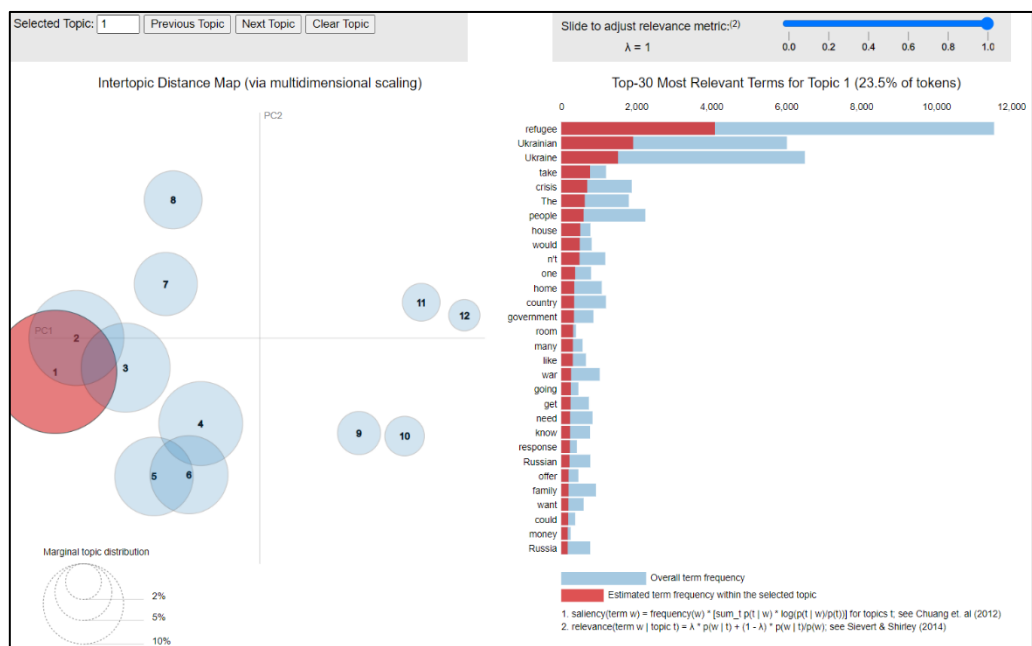 Selected Topic: 1 Previous Topic Next Topic Clear Topic
Slide to adjust relevance metric:(2)
λ = 1
0.0 0.2 0.4 0.6 0.8 1.0
Intertopic Distance Map (via multidimensional scaling)
PC2
PC1
8
7
11
12
2
1
3
4
9
10
5
6
Marginal topic distribution
2%
5%
10%
Top-30 Most Relevant Terms for Topic 1 (23.5% of tokens)
0 2,000 4,000 6,000 8,000 10,000 12,000
refugee
Ukrainian
Ukraine
take
crisis
The
people
house
would
n't
one
home
country
government
room
many
like
war
going
get
need
know
response
Russian
offer
family
want
could
money
Russia
Overall term frequency
Estimated term frequency within the selected topic
1. saliency(term w) = frequency(w) * [sum_t p(t | w) * log(p(t | w)/p(t))] for topics t; see Chuang et. al (2012)
2. relevance(term w | topic t) = λ * p(w | t) + (1 - λ) * p(w | t)/p(w); see Sievert & Shirley (2014)